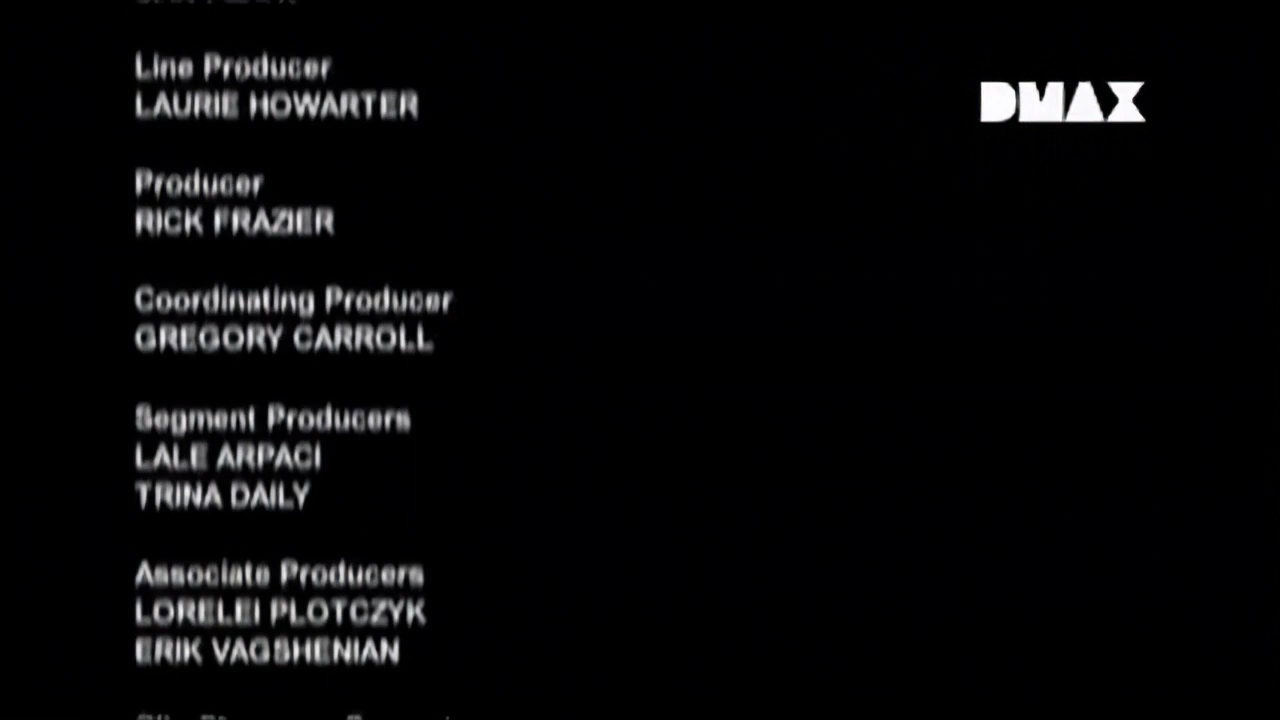 Line Producer
LAURIE HOWARTER
DMAX
Producer
RICK FRAZIER
Coordinating Producer
GREGORY CARROLL
Segment Producers
LALE ARPACI
TRINA DAILY
Associate Producers
LORELEI PLOTCZYK
ERIK VAGSHENIAN